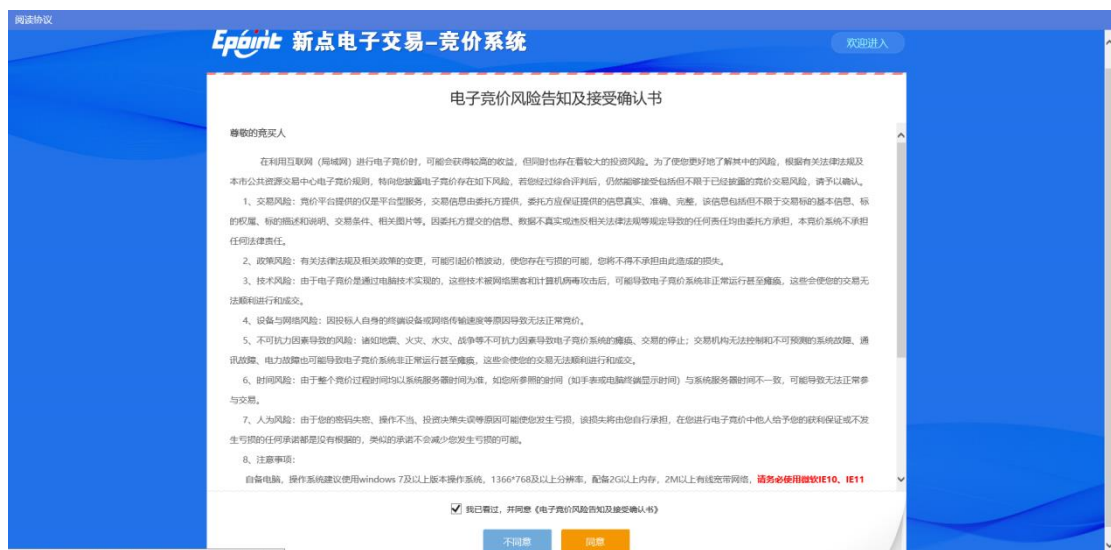 阅读协议
Epoint 新点电子交易-竞价系统
欢迎进入
电子竞价风险告知及接受确认书
尊敬的竞买人
在利用互联网（局域网）进行电子竞价时，可能会获得较高的收益，但同时也存在着较大的投资风险。为了使您更好地了解其中的风险，根据有关法律法规及
本市公共资源交易中心电子竞价规则，特向您披露电子竞价存在如下风险，若您经过综合评判后，仍然能够接受包括但不限于已经披露的竞价交易风险，请予以确认。
1、交易风险：竞价平台提供的仅是平台型服务，交易信息由委托方提供，委托方应保证提供的信息真实、准确、完整，该信息包括但不限于交易标的基本信息、标
的权属、标的描述和说明、交易条件、相关图片等。因委托方提交的信息、数据不真实或违反相关法律法规等规定导致的任何责任均由委托方承担，本竞价系统不承担
任何法律责任。
2、政策风险：有关法律法规及相关政策的变更，可能引起价格波动，使您存在亏损的可能，您将不得不承担由此造成的损失。
3、技术风险：由于电子竞价是通过电脑技术实现的，这些技术被网络黑客和计算机病毒攻击后，可能导致电子竞价系统非正常运行甚至瘫痪，这些会使您的交易无
法顺利进行和成交。
4、设备与网络风险：因投标人自身的终端设备或网络传输速度等原因导致无法正常竞价。
5、不可抗力因素导致的风险：诸如地震、火灾、水灾、战争等不可抗力因素导致电子竞价系统的瘫痪、交易的停止；交易机构无法控制和不可预测的系统故障、通
讯故障、电力故障也可能导致电子竞价系统非正常运行甚至瘫痪，这些会使您的交易无法顺利进行和成交。
6、时间风险：由于整个竞价过程时间均以系统服务器时间为准，如您所参照的时间（如手表或电脑终端显示时间）与系统服务器时间不一致，可能导致无法正常参
与交易。
7、人为风险：由于您的密码失密、操作不当、投资决策失误等原因可能使您发生亏损，该损失将由您自行承担，在您进行电子竞价中他人给予您的获利保证或不发
生亏损的任何承诺都是没有根据的，类似的承诺不会减少您发生亏损的可能。
8、注意事项：
自备电脑，操作系统建议使用windows 7及以上版本操作系统，1366*768及以上分辨率，配备2G以上内存，2M以上有线宽带网络，请务必使用微软IE10、IE11
我已看过，并同意《电子竞价风险告知及接受确认书》
不同意
同意